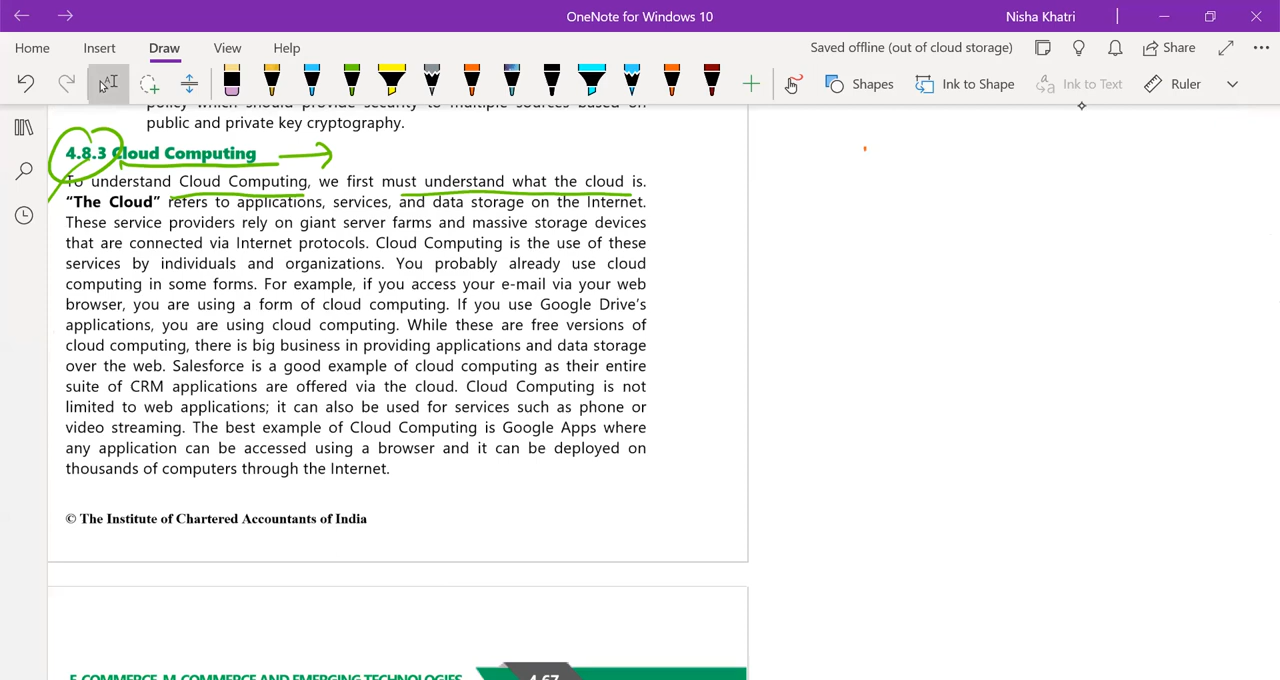 OneNote for Windows 10
Nisha Khatri
Home Insert Draw View Help
Saved offline (out of cloud storage)
Share
Shapes
Ink to Shape
Ink to Text
Ruler
policy which should provide security to multiple sources based on
public and private key cryptography.
4.8.3 Cloud Computing
To understand Cloud Computing, we first must understand what the cloud is.
“The Cloud” refers to applications, services, and data storage on the Internet.
These service providers rely on giant server farms and massive storage devices
that are connected via Internet protocols. Cloud Computing is the use of these
services by individuals and organizations. You probably already use cloud
computing in some forms. For example, if you access your e-mail via your web
browser, you are using a form of cloud computing. If you use Google Drive’s
applications, you are using cloud computing. While these are free versions of
cloud computing, there is big business in providing applications and data storage
over the web. Salesforce is a good example of cloud computing as their entire
suite of CRM applications are offered via the cloud. Cloud Computing is not
limited to web applications; it can also be used for services such as phone or
video streaming. The best example of Cloud Computing is Google Apps where
any application can be accessed using a browser and it can be deployed on
thousands of computers through the Internet.
© The Institute of Chartered Accountants of India
E-COMMERCE, M-COMMERCE AND EMERGING TECHNOLOGIES 4.67